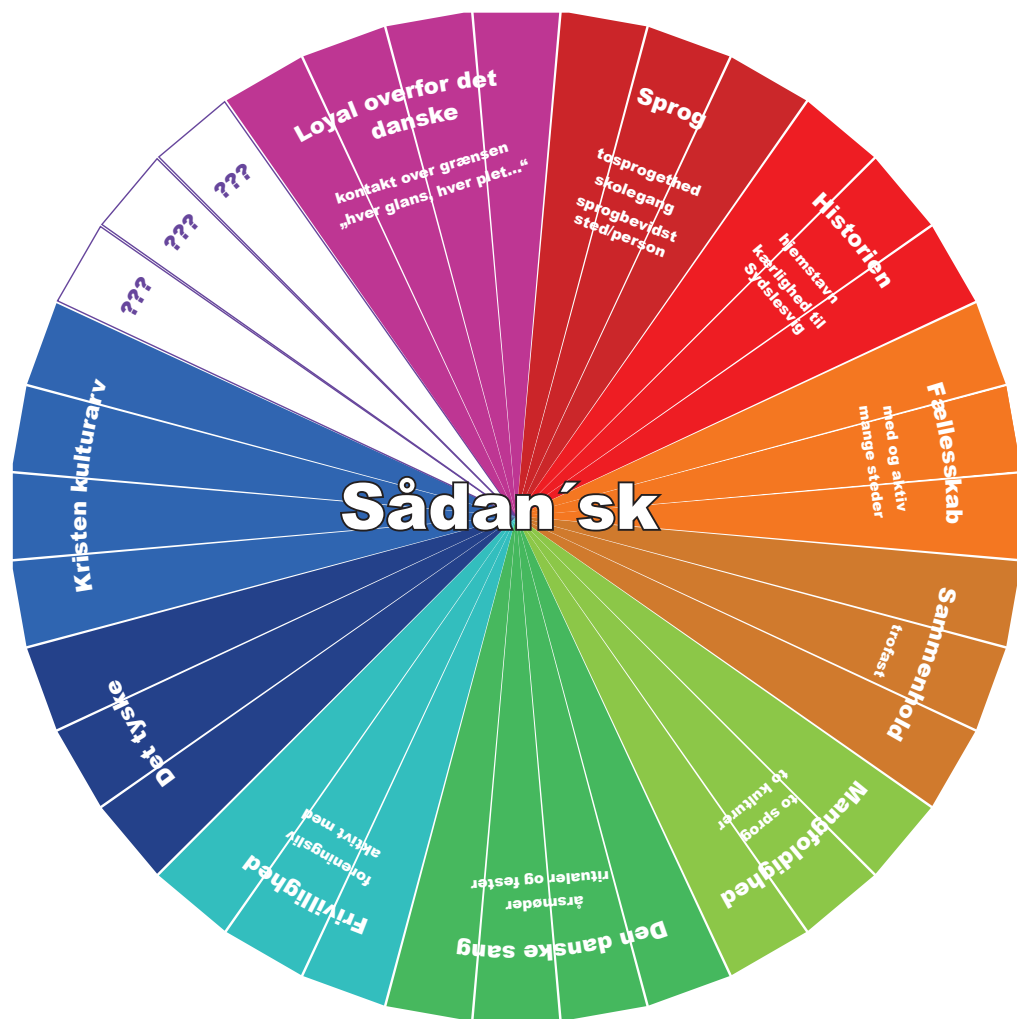 Sådan´sk
Loyal overfor det
danske
kontakt over grænsen
„hver glans, hver plet...“
Sprog
tosprogethed
skolegang
sprogbevidst
sted/person
Historien
hjemstavn
kærlighed til
Sydslesvig
Fællesskab
med og aktiv
mange steder
Sammenhold
trofast
Mangfoldighed
to sprog
to kulturer
Den danske sang
årsmøder
ritualer og fester
Frivillighed
foreningsliv
aktivt med
Det tyske
Kristen kulturarv
???
???
???